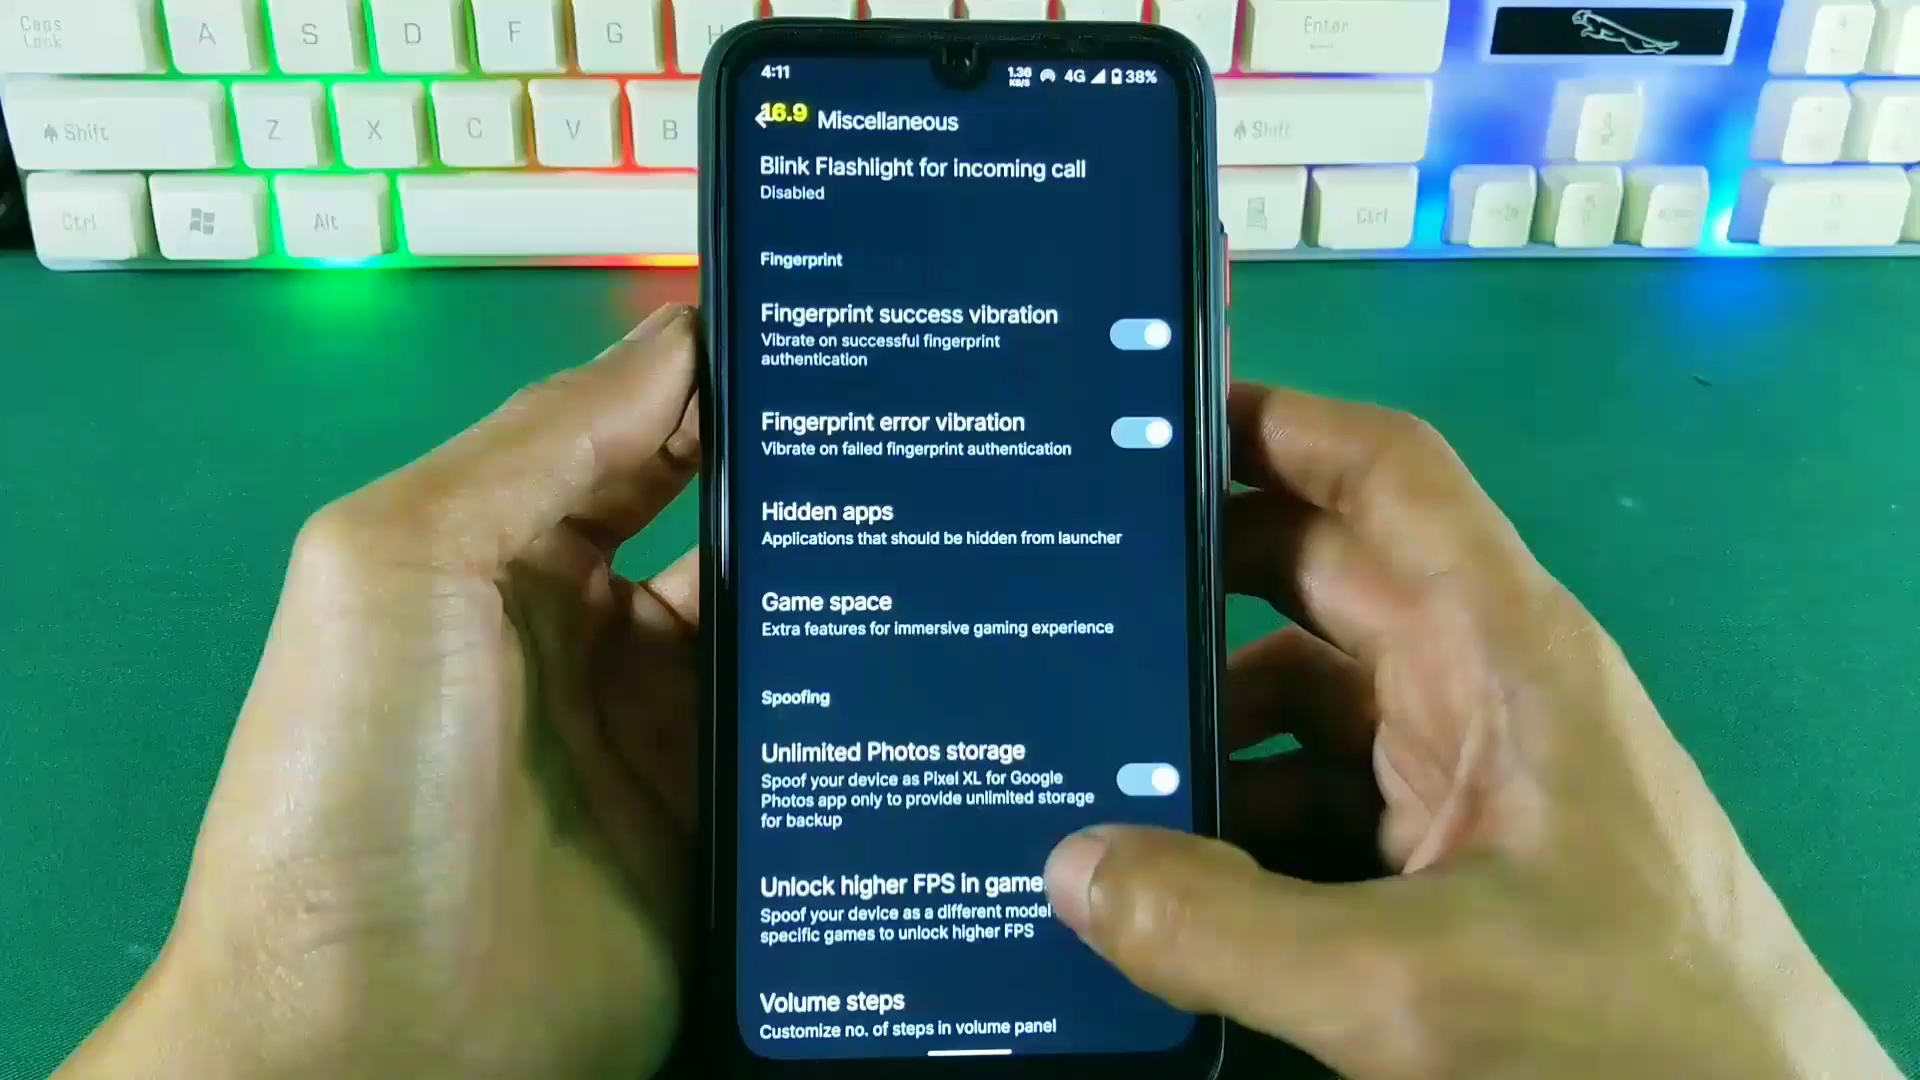 Caps
Lock
A
S
D
F
G
H
Enter
Shift
Z
X
C
V
B
Shift
Ctrl
Alt
Ctrl
4:11
1.36
KB/S
4G
38%
16.9
Miscellaneous
Blink Flashlight for incoming call
Disabled
Fingerprint
Fingerprint success vibration
Vibrate on successful fingerprint
authentication
Fingerprint error vibration
Vibrate on failed fingerprint authentication
Hidden apps
Applications that should be hidden from launcher
Game space
Extra features for immersive gaming experience
Spoofing
Unlimited Photos storage
Spoof your device as Pixel XL for Google
Photos app only to provide unlimited storage
for backup
Unlock higher FPS in game
Spoof your device as a different model
specific games to unlock higher FPS
Volume steps
Customize no. of steps in volume panel